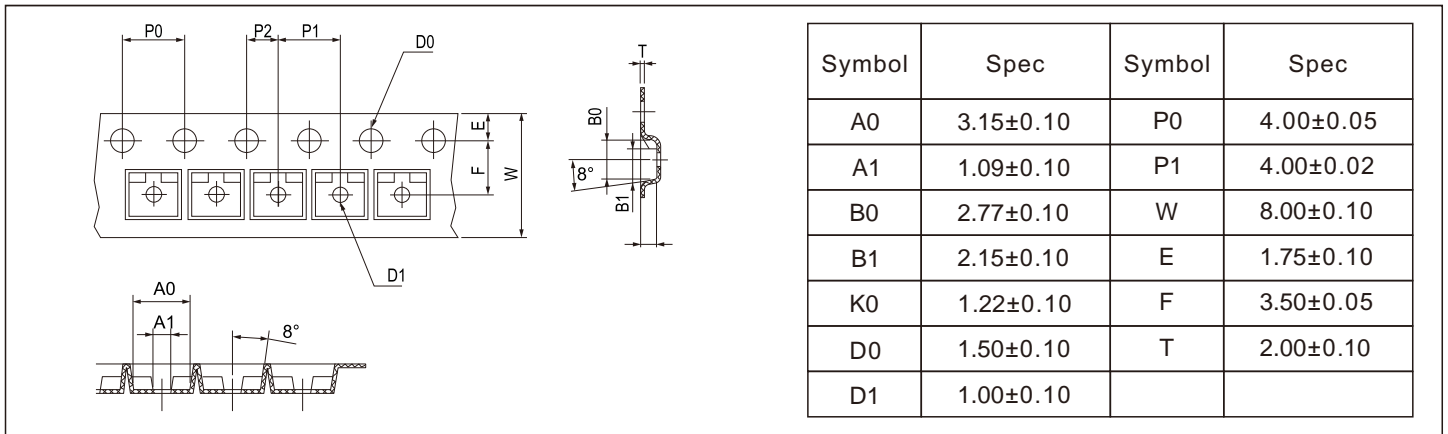 P0 P2 P1 D0
E
F
W
D1
A0
A1
8°
T
B0
8°
B1
Symbol Spec Symbol Spec
A0 3.15±0.10 P0 4.00±0.05
A1 1.09±0.10 P1 4.00±0.02
B0 2.77±0.10 W 8.00±0.10
B1 2.15±0.10 E 1.75±0.10
K0 1.22±0.10 F 3.50±0.05
D0 1.50±0.10 T 2.00±0.10
D1 1.00±0.10